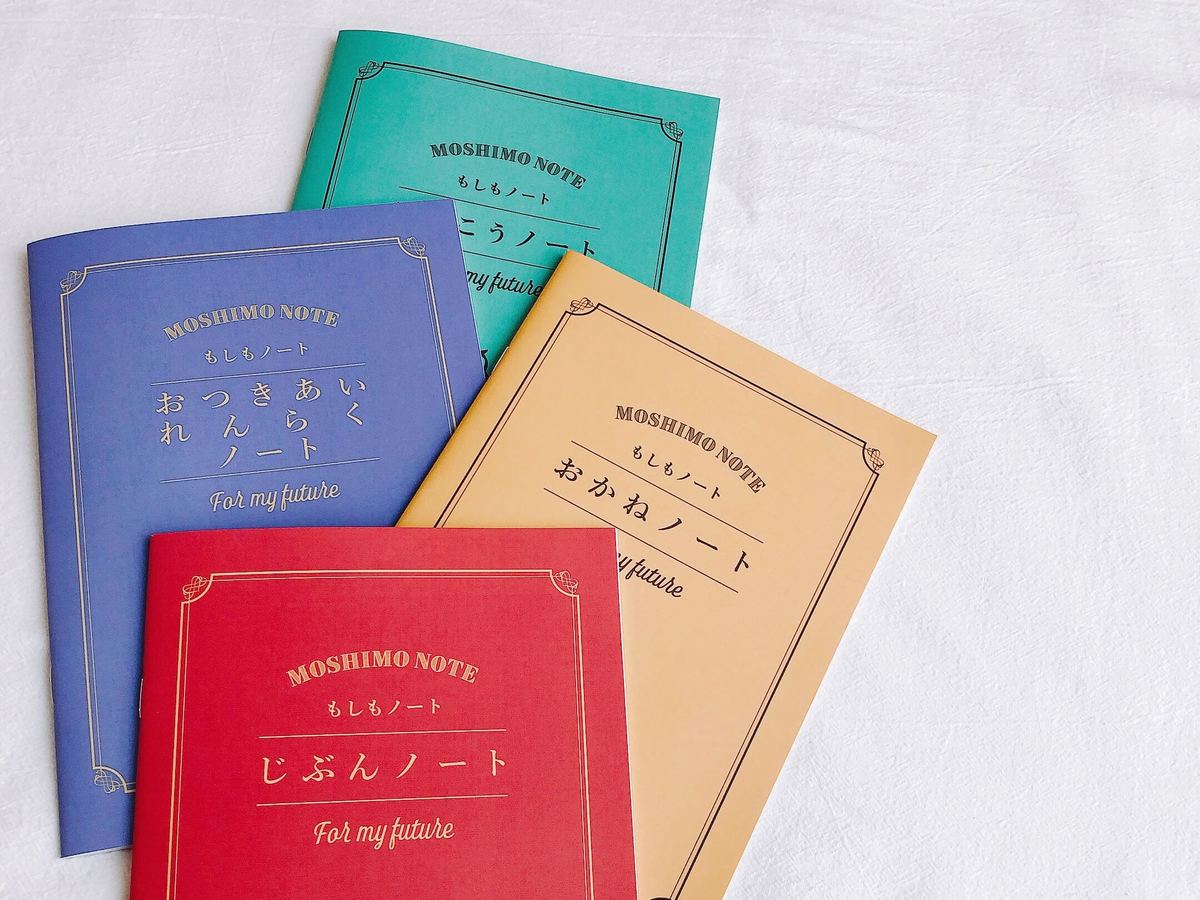 MOSHIMO NOTE
もしもノート
こうノート
my future
MOSHIMO NOTE
もしもノート
おつきあい
れんらく
ノート
For my future
MOSHIMO NOTE
もしもノート
おかねノート
my future
MOSHIMO NOTE
もしもノート
じぶんノート
For my future